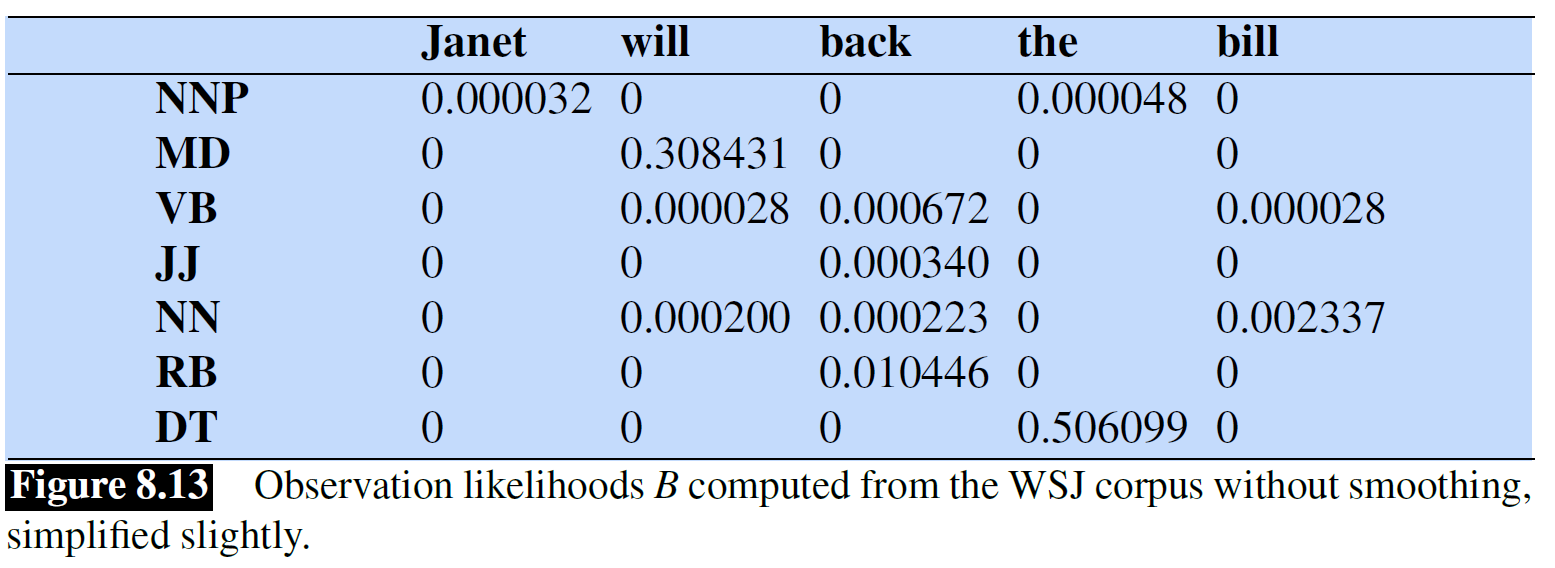 Janet will back the bill
NNP 0.000032 0 0 0.000048 0
MD 0 0.308431 0 0 0
VB 0 0.000028 0.000672 0 0.000028
JJ 0 0 0.000340 0 0
NN 0 0.000200 0.000223 0 0.002337
RB 0 0 0.010446 0 0
DT 0 0 0 0.506099 0
Figure 8.13 Observation likelihoods B computed from the WSJ corpus without smoothing,
simplified slightly.